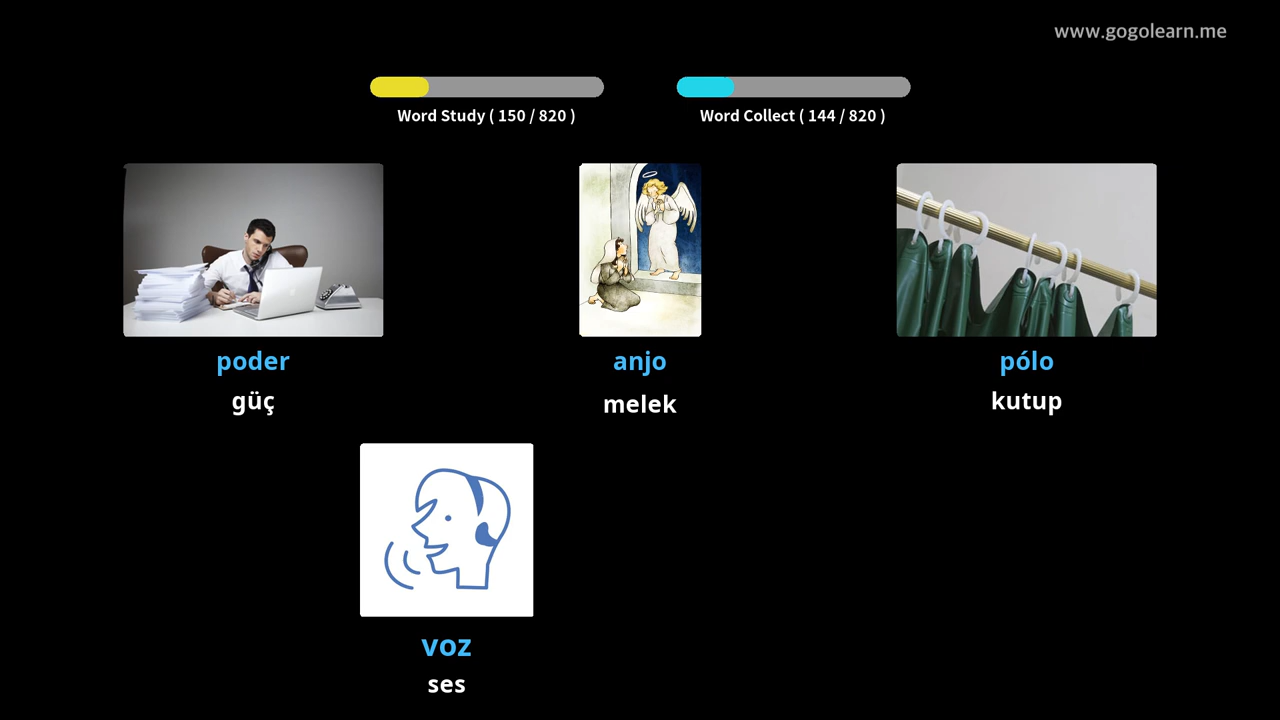 www.gogolearn.me
Word Study ( 150 / 820 )
Word Collect ( 144 / 820 )
poder
güç
anjo
melek
pólo
kutup
voz
ses